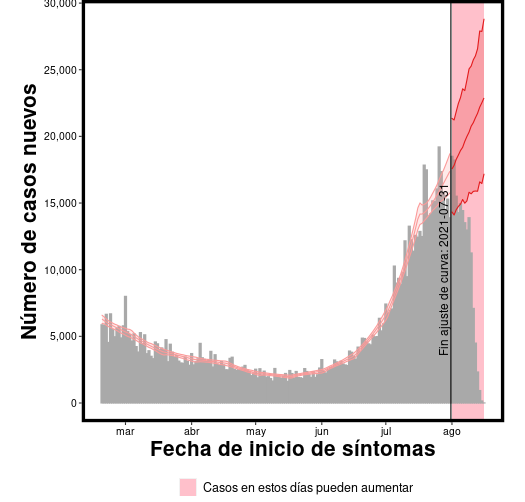 30,000
25,000
20,000
15,000
10,000
5,000
0
Número de casos nuevos
Fin ajuste de curva: 2021-07-31
mar abr may jun jul ago
Fecha de inicio de síntomas
Casos en estos días pueden aumentar